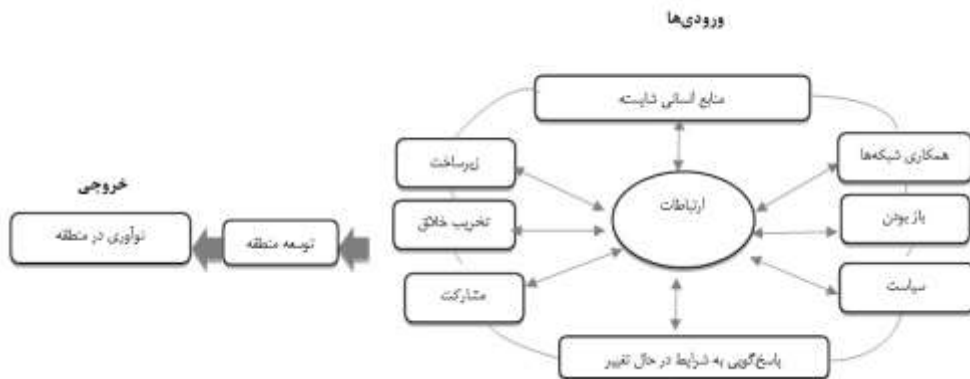 ورودی‌ها
منابع انسانی شایسته
همکاری شبکه‌ها
زیرساخت
ارتباطات
باز بودن
تخریب خلاق
سیاست
مشارکت
پاسخ‌گویی به شرایط در حال تغییر
توسعه منطقه
خروجی
نوآوری در منطقه